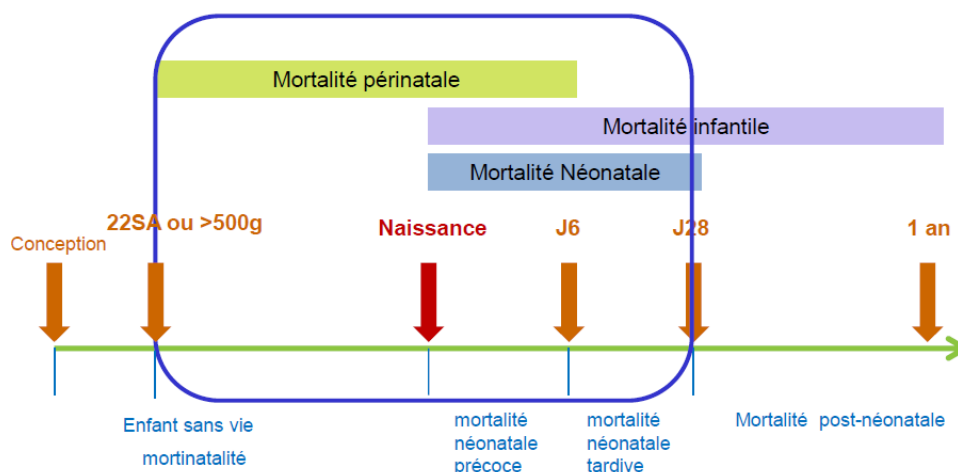 Mortalité périnatale
Mortalité infantile
Mortalité Néonatale
22SA ou >500g
Naissance
J6
J28
1 an
Conception
Enfant sans vie
mortinatalité
mortalité
néonatale
précoce
mortalité
néonatale
tardive
Mortalité post-néonatale